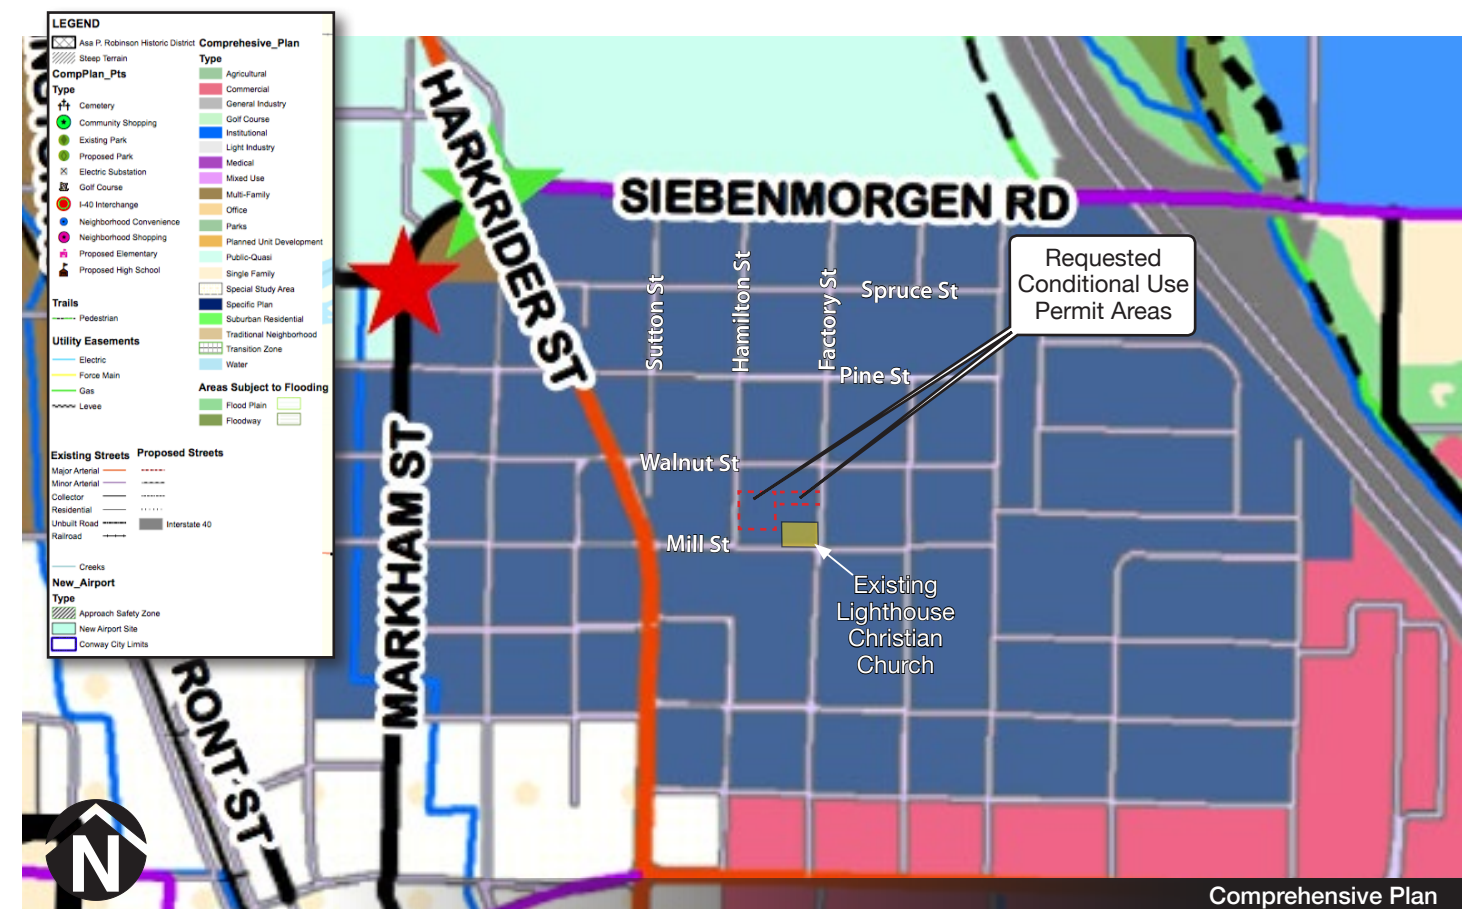 LEGEND
Asa P. Robinson Historic District
Steep Terrain
CompPlan_Pts
Type
Cemetery
Community Shopping
Existing Park
Proposed Park
Electric Substation
Golf Course
I-40 Interchange
Neighborhood Convenience
Neighborhood Shopping
Proposed Elementary
Proposed High School
Trails
Pedestrian
Utility Easements
Electric
Force Main
Gas
Levee
Comprehesive_Plan
Type
Agricultural
Commercial
General Industry
Golf Course
Institutional
Light Industry
Medical
Mixed Use
Multi-Family
Office
Parks
Planned Unit Development
Public-Quasi
Single Family
Special Study Area
Specific Plan
Suburban Residential
Traditional Neighborhood
Transition Zone
Water
Areas Subject to Flooding
Flood Plain
Floodway
Existing Streets
Proposed Streets
Major Arterial
Minor Arterial
Collector
Residential
Unbuilt Road
Railroad
Interstate 40
Creeks
New_Airport
Type
Approach Safety Zone
New Airport Site
Conway City Limits
HARKRIDER ST
SIEBENMORGEN RD
Sutton St
Hamilton St
Factory St
Spruce St
Requested
Conditional Use
Permit Areas
Pine St
Walnut St
MARKHAM ST
Mill St
Existing
Lighthouse
Christian
Church
RONT ST
N
Comprehensive Plan